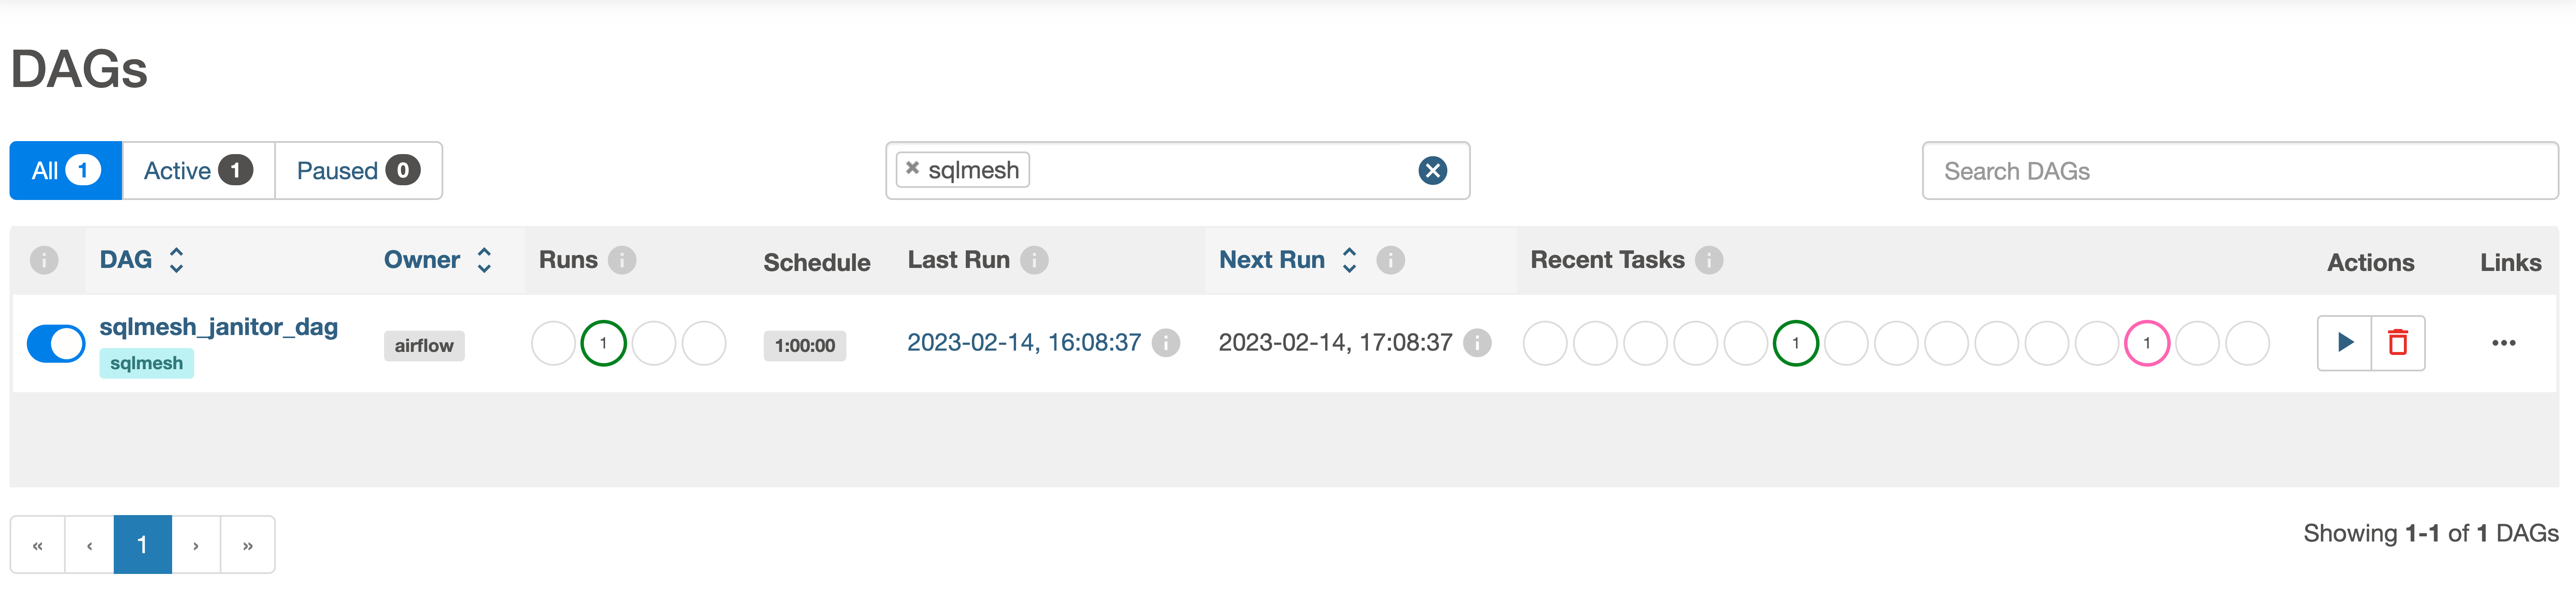 DAGs
All 1 Active 1 Paused 0
× sqlmesh
Search DAGs
DAG Owner Runs Schedule Last Run Next Run Recent Tasks Actions Links
sqlmesh_janitor_dag airflow 1 1:00:00 2023-02-14, 16:08:37 2023-02-14, 17:08:37 1 1 ...
sqlmesh
« ‹ 1 › »
Showing 1-1 of 1 DAGs